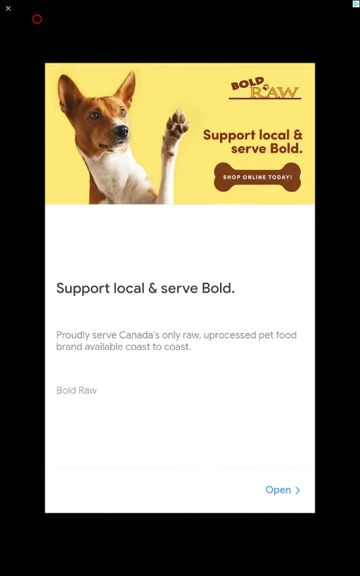 BOLD
RAW
Support local &
serve Bold.
SHOP ONLINE TODAY!
Support local & serve Bold.
Proudly serve Canada's only raw, uprocessed pet food
brand available coast to coast.
Bold Raw
Open